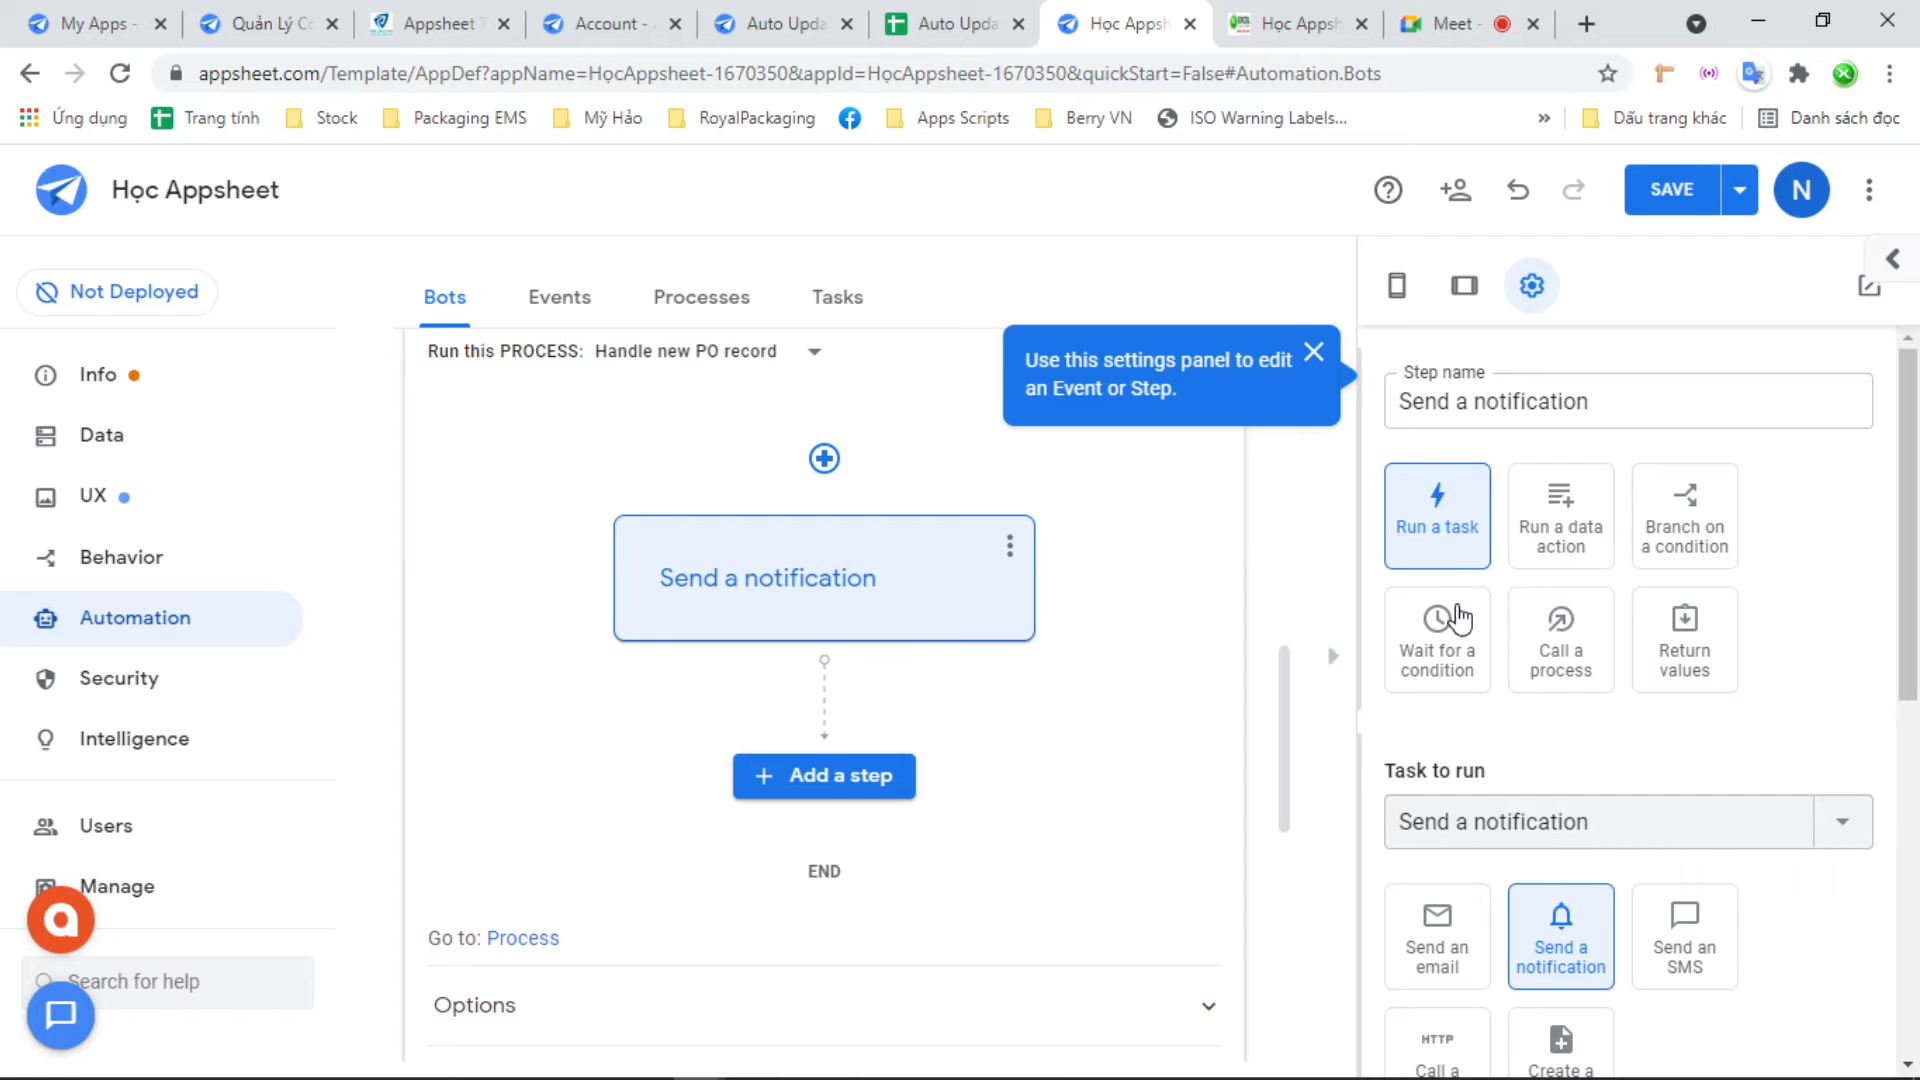 My Apps -
Quản Lý Cô
Appsheet T
Account -
Auto Upda
Auto Upda
Học Appsh
Học Appsh
Meet -
appsheet.com/Template/AppDef?appName=HọcAppsheet-1670350&appId=HọcAppsheet-1670350&quickStart=False#Automation.Bots
Ứng dụng
Trang tính
Stock
Packaging EMS
Mỹ Hảo
RoyalPackaging
Apps Scripts
Berry VN
ISO Warning Labels...
»
Dấu trang khác
Danh sách đọc
Học Appsheet
SAVE
N
Not Deployed
Bots
Events
Processes
Tasks
Info
Data
UX
Behavior
Automation
Security
Intelligence
Users
Manage
Search for help
Run this PROCESS: Handle new PO record
Use this settings panel to edit
an Event or Step.
Send a notification
+ Add a step
END
Go to: Process
Options
Step name
Send a notification
Run a task
Run a data
action
Branch on
a condition
Wait for a
condition
Call a
process
Return
values
Task to run
Send a notification
Send an
email
Send a
notification
Send an
SMS
HTTP
Call a
Create a